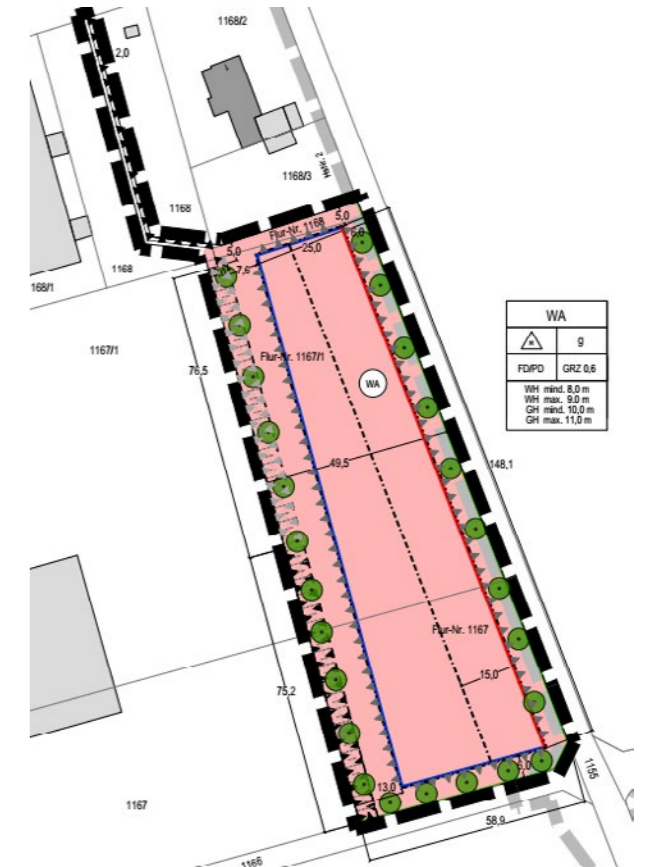 1168/2
2,0
1168/3
HsNr. 2
1168
5,0
Flur-Nr. 1168
6,0
5,0
25,0
7,6
1168
168/1
1167/1
Flur-Nr. 1167/1
76,5
WA
WA
g
FD/PD
GRZ 0,6
WH mind. 8,0 m
WH max. 9,0 m
GH mind. 10,0 m
GH max. 11,0 m
49,5
148,1
Flur-Nr. 1167
15,0
75,2
13,0
1155
58,9
1167
1166